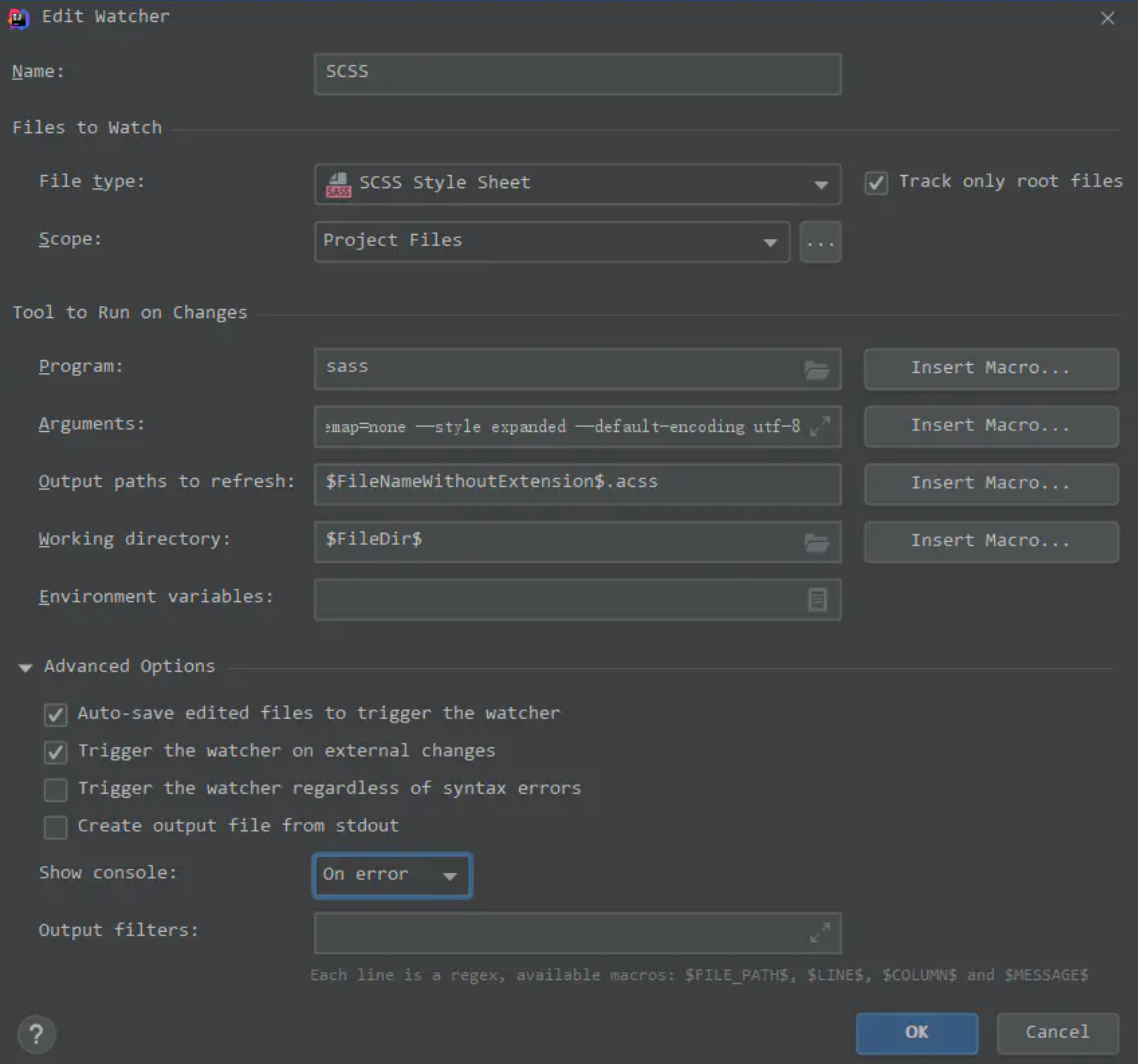 Edit Watcher
Name: SCSS
Files to Watch
File type: SASS SCSS Style Sheet Track only root files
Scope: Project Files ...
Tool to Run on Changes
Program: sass Insert Macro...
Arguments: emap=none --style expanded --default-encoding utf-8 Insert Macro...
Output paths to refresh: $FileNameWithoutExtension$.acss Insert Macro...
Working directory: $FileDir$ Insert Macro...
Environment variables:
Advanced Options
Auto-save edited files to trigger the watcher
Trigger the watcher on external changes
Trigger the watcher regardless of syntax errors
Create output file from stdout
Show console: On error
Output filters:
Each line is a regex, available macros: $FILE_PATH$, $LINE$, $COLUMN$ and $MESSAGE$
? OK Cancel